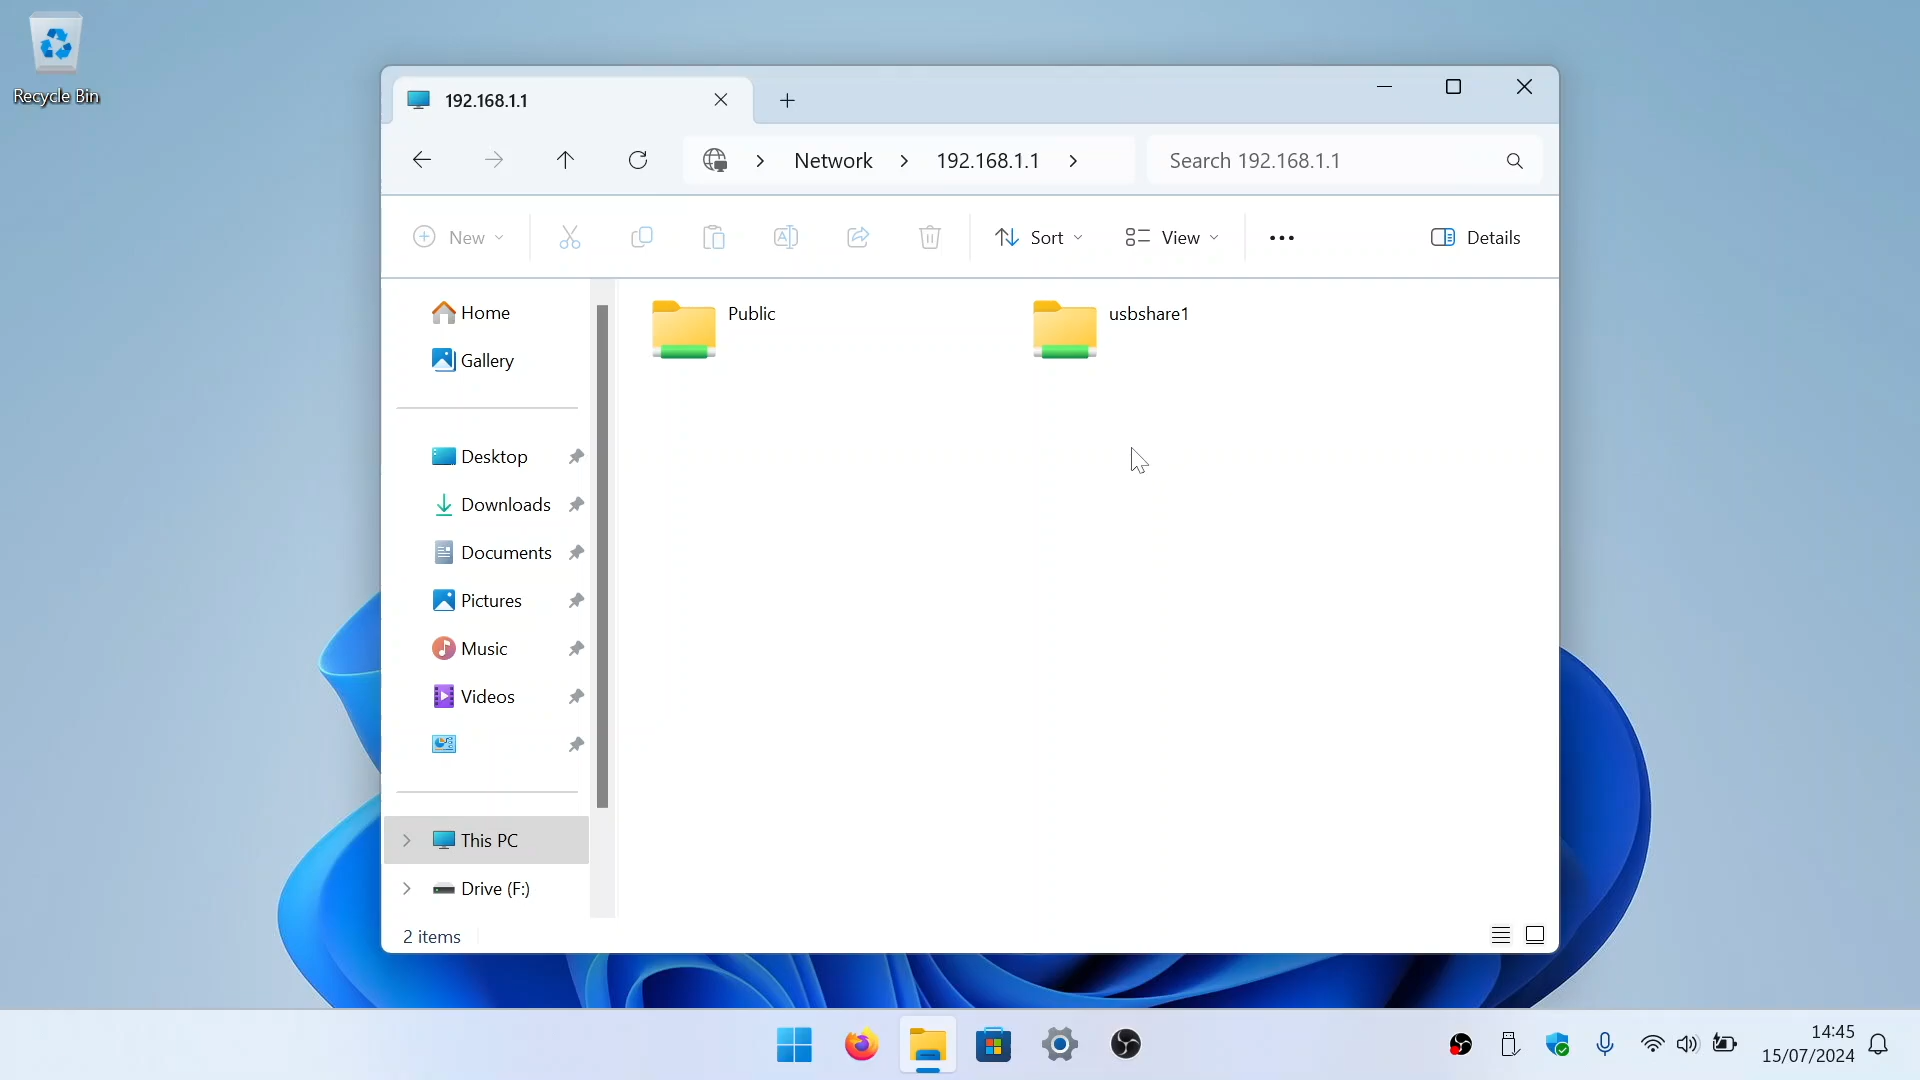 Recycle Bin
192.168.1.1
Network
192.168.1.1
Search 192.168.1.1
New
Sort
View
Details
Home
Gallery
Desktop
Downloads
Documents
Pictures
Music
Videos
This PC
Drive (F:)
Public
usbshare1
2 items
14:45
15/07/2024